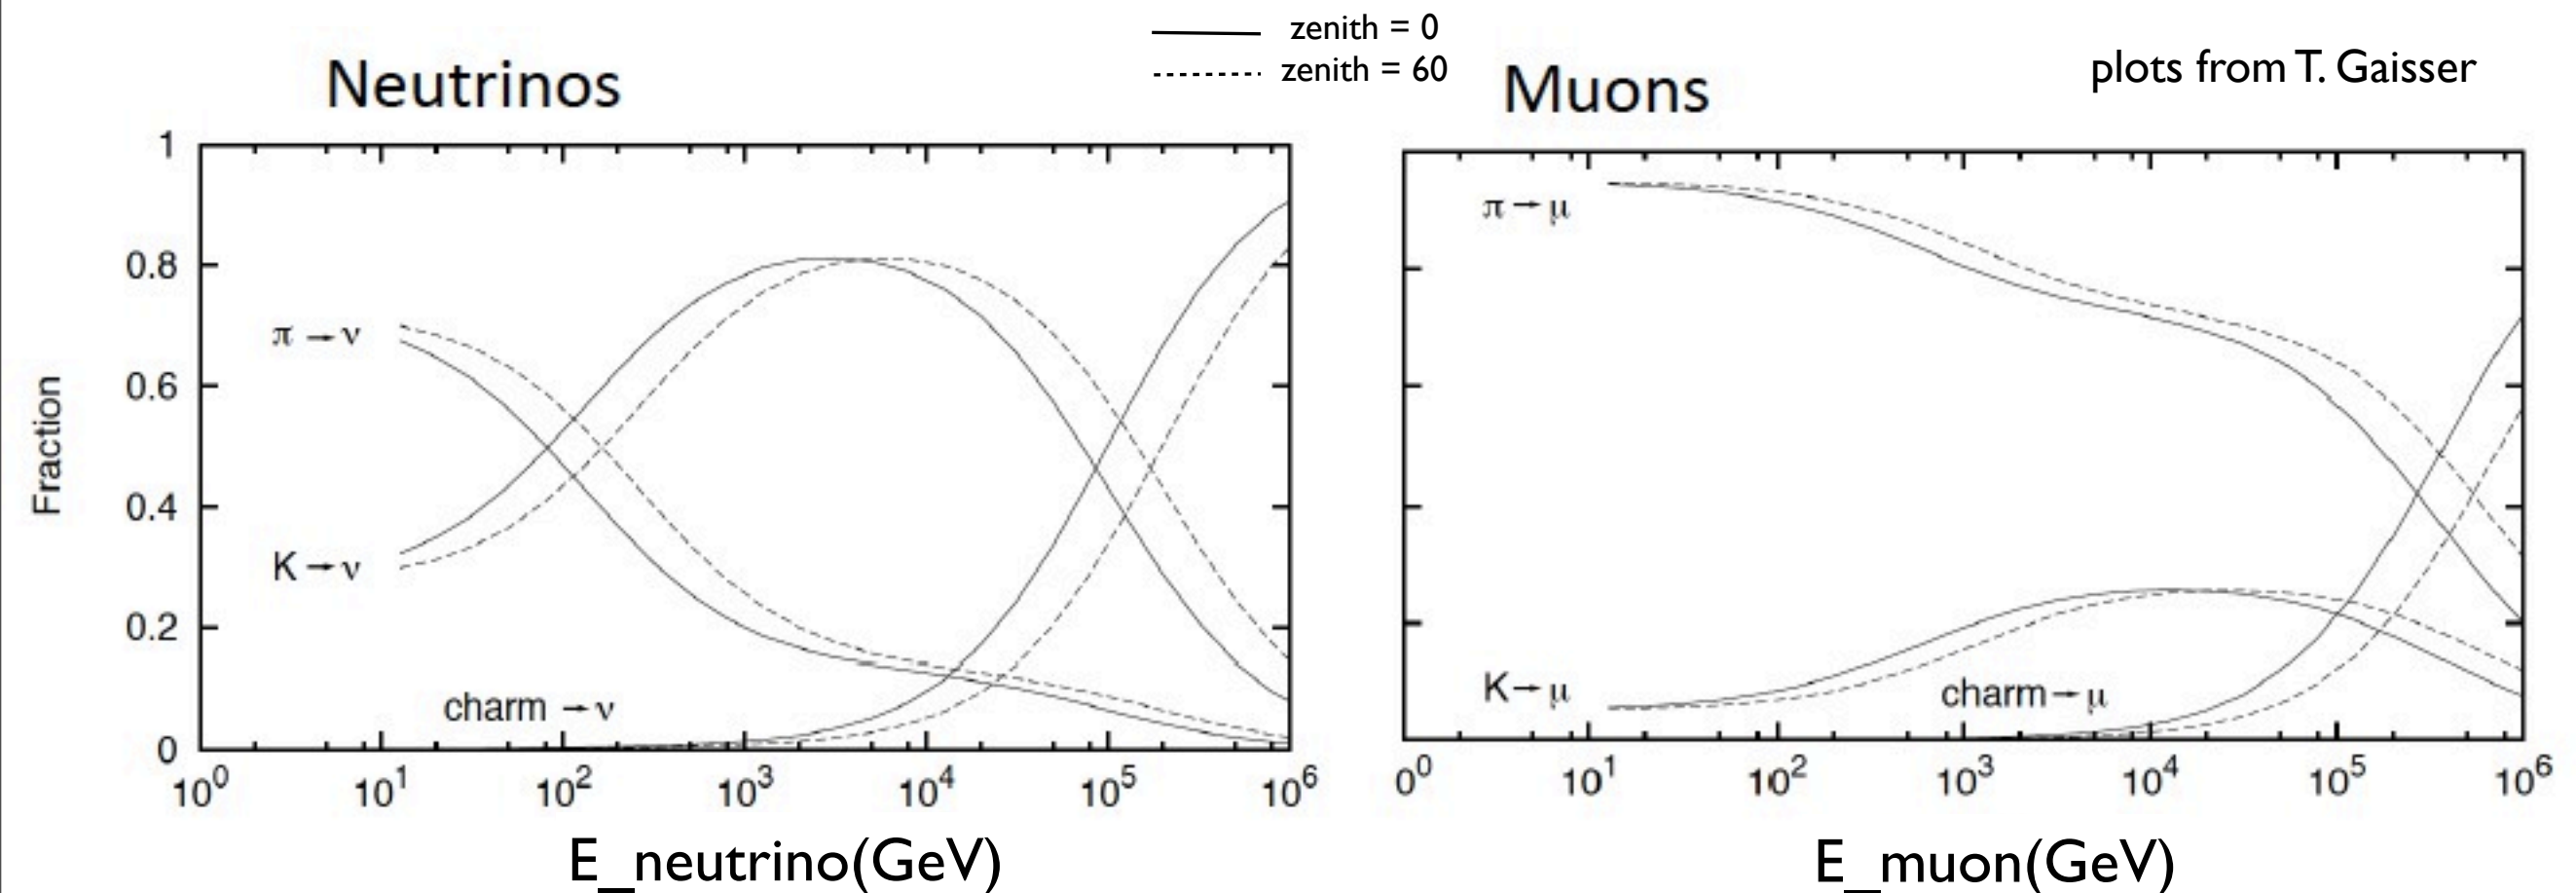 zenith = 0
zenith = 60
plots from T. Gaisser
Neutrinos
Muons
Fraction
1
0.8
0.6
0.4
0.2
0
π → ν
K → ν
charm → ν
10⁰ 10¹ 10² 10³ 10⁴ 10⁵ 10⁶
E_neutrino(GeV)
π → μ
K → μ
charm → μ
0⁰ 10¹ 10² 10³ 10⁴ 10⁵ 10⁶
E_muon(GeV)